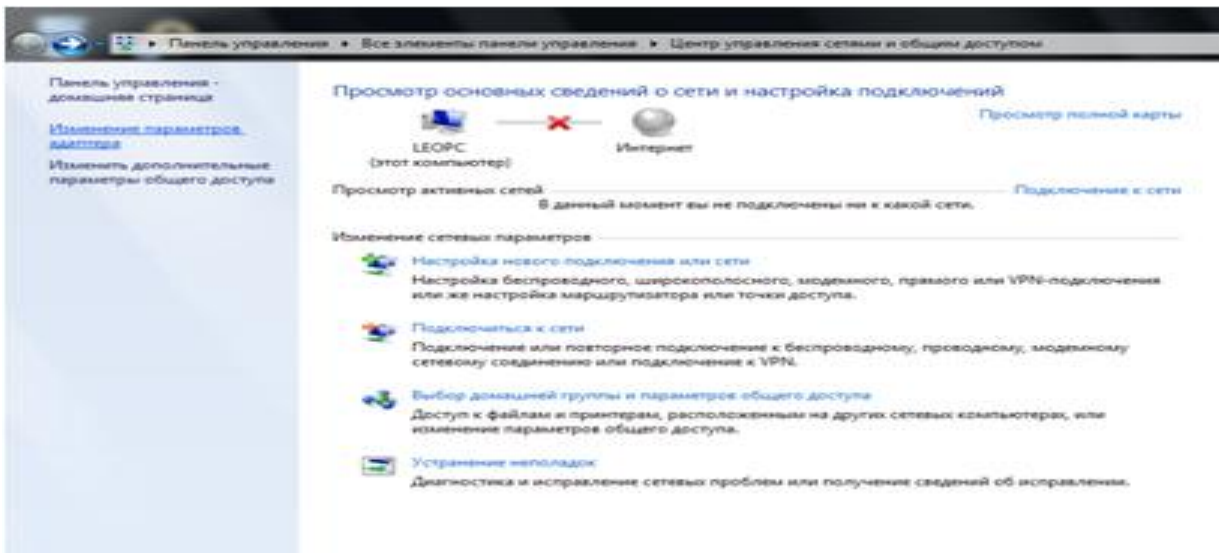 Панель управления ▸ Все элементы панели управления ▸ Центр управления сетями и общим доступом
Панель управления -
домашняя страница
Изменение параметров
адаптера
Изменить дополнительные
параметры общего доступа
Просмотр основных сведений о сети и настройка подключений
Просмотр полной карты
LEOPC
(этот компьютер)
Интернет
Просмотр активных сетей
Подключение к сети
В данный момент вы не подключены ни к какой сети.
Изменение сетевых параметров
Настройка нового подключения или сети
Настройка беспроводного, широкополосного, модемного, прямого или VPN-подключения
или же настройка маршрутизатора или точки доступа.
Подключиться к сети
Подключение или повторное подключение к беспроводному, проводному, модемному
сетевому соединению или подключение к VPN.
Выбор домашней группы и параметров общего доступа
Доступ к файлам и принтерам, расположенным на других сетевых компьютерах, или
изменение параметров общего доступа.
Устранение неполадок
Диагностика и исправление сетевых проблем или получение сведений об исправлении.